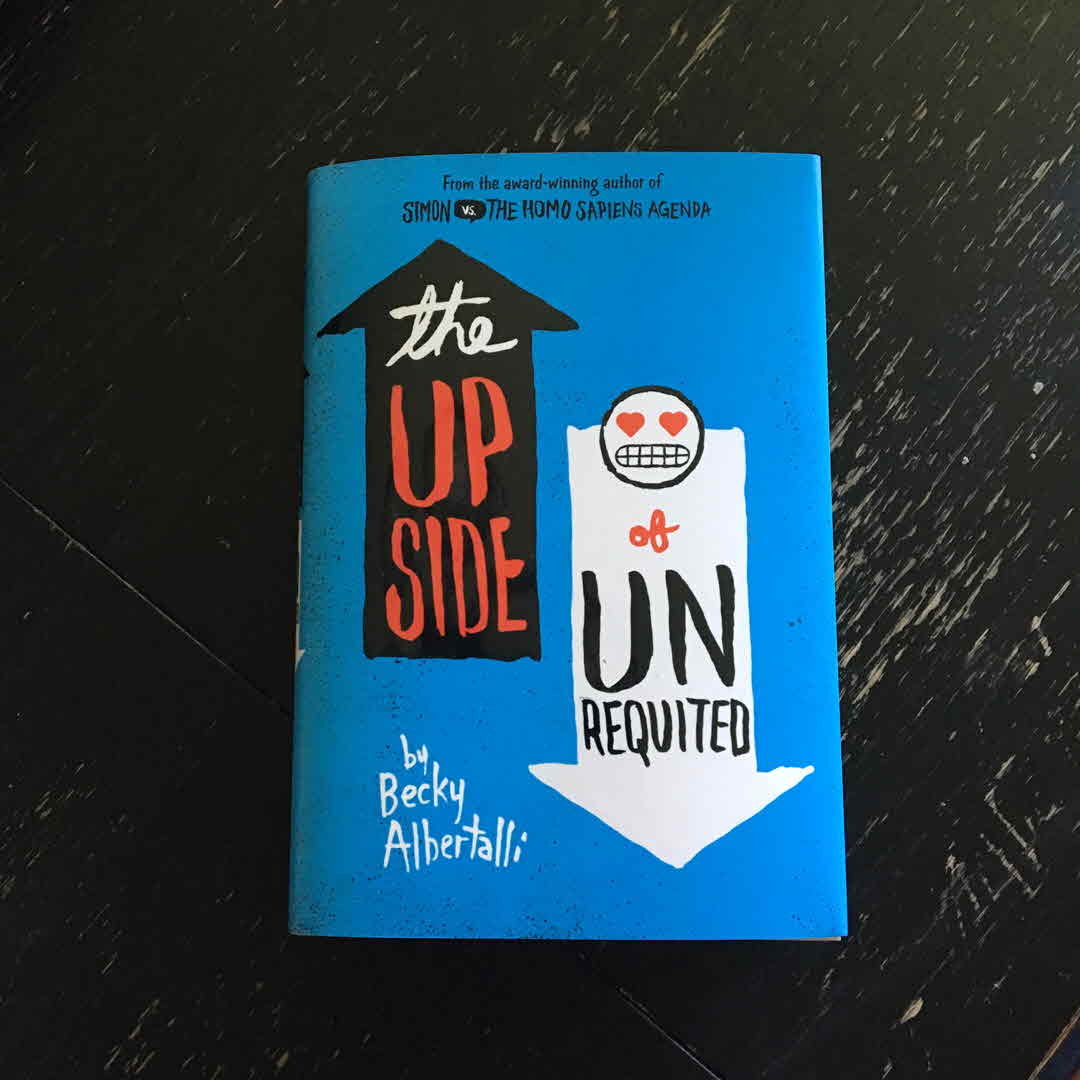 From the award-winning author of
SIMON VS. THE HOMO SAPIENS AGENDA
the
UP
SIDE
of
UN
REQUITED
by
Becky
Albertalli